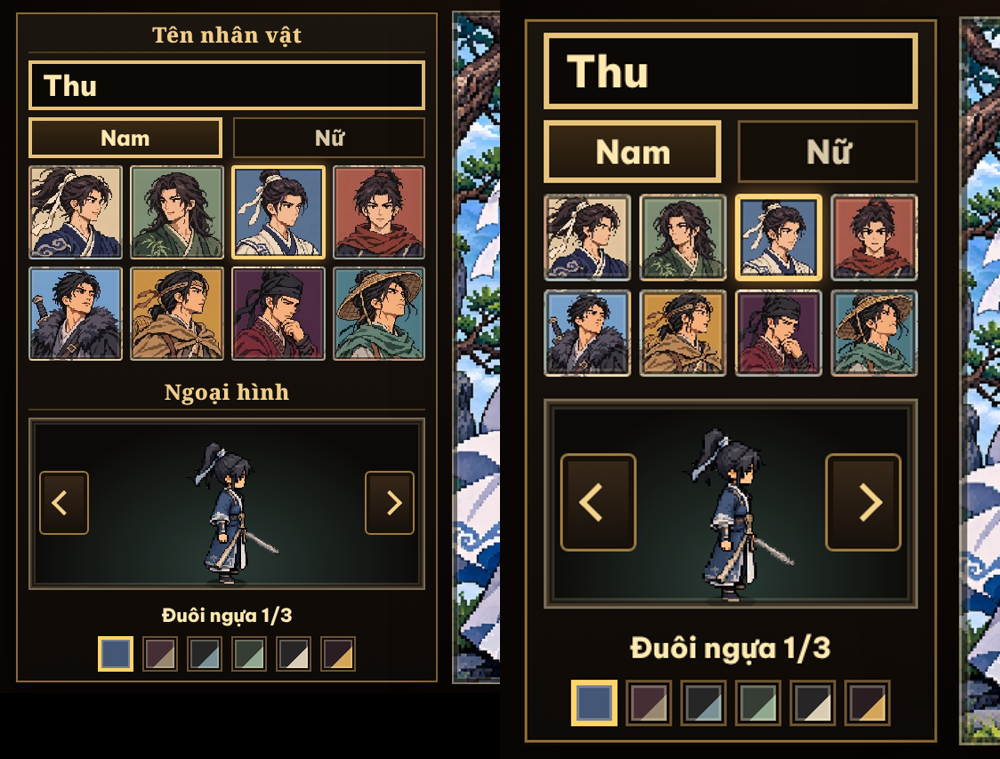 Tên nhân vật
Thu
Nam Nữ
Ngoại hình
Đuôi ngựa 1/3
Thu
Nam Nữ
Đuôi ngựa 1/3